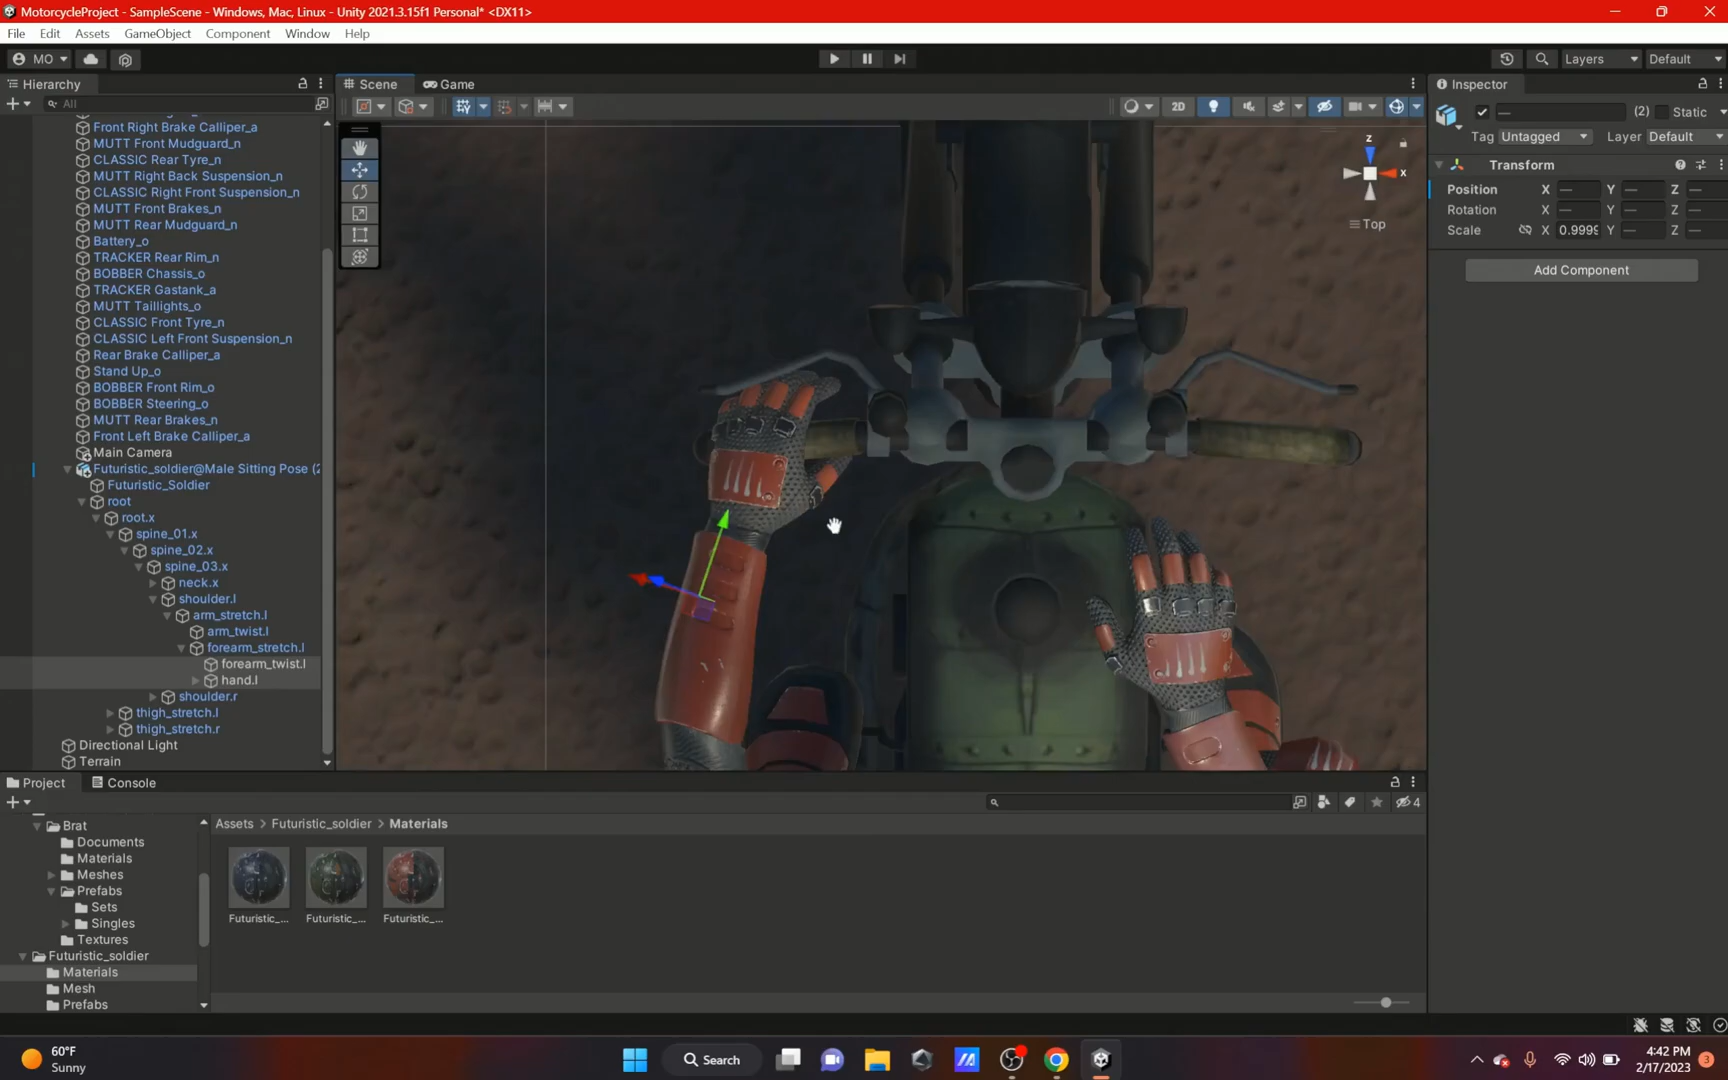 MotorcycleProject - SampleScene - Windows, Mac, Linux - Unity 2021.3.15f1 Personal* <DX11>
File Edit Assets GameObject Component Window Help
MO Layers Default
Hierarchy
All
Front Right Brake Calliper_a
MUTT Front Mudguard_n
CLASSIC Rear Tyre_n
MUTT Right Back Suspension_n
CLASSIC Right Front Suspension_n
MUTT Front Brakes_n
MUTT Rear Mudguard_n
Battery_o
TRACKER Rear Rim_n
BOBBER Chassis_o
TRACKER Gastank_a
MUTT Taillights_o
CLASSIC Front Tyre_n
CLASSIC Left Front Suspension_n
Rear Brake Calliper_a
Stand Up_o
BOBBER Front Rim_o
BOBBER Steering_o
MUTT Rear Brakes_n
Front Left Brake Calliper_a
Main Camera
Futuristic_soldier@Male Sitting Pose (2
Futuristic_Soldier
root
root.x
spine_01.x
spine_02.x
spine_03.x
neck.x
shoulder.l
arm_stretch.l
arm_twist.l
forearm_stretch.l
forearm_twist.l
hand.l
shoulder.r
thigh_stretch.l
thigh_stretch.r
Directional Light
Terrain
Scene Game
2D
z
x
Top
Inspector
— (2) Static
Tag Untagged Layer Default
Transform
Position X — Y — Z —
Rotation X — Y — Z —
Scale X 0.999 Y — Z —
Add Component
Project Console
4
Brat
Documents
Materials
Meshes
Prefabs
Sets
Singles
Textures
Futuristic_soldier
Materials
Mesh
Prefabs
Assets > Futuristic_soldier > Materials
Futuristic_... Futuristic_... Futuristic_...
60°F
Sunny
Search
4:42 PM
2/17/2023
3